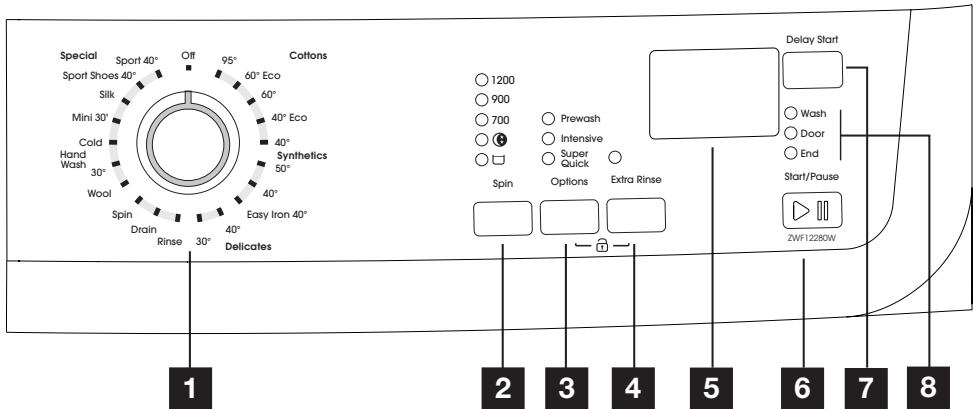 Special
Off
Cottons
Sport 40°
95°
Sport Shoes 40°
60° Eco
Silk
60°
Mini 30'
40° Eco
Cold
40°
Hand
Wash 30°
Synthetics
50°
Wool
40°
Spin
Easy Iron 40°
Drain
40°
Rinse
30°
Delicates
1200
900
700
Spin
Prewash
Intensive
Super
Quick
Options
Extra Rinse
Delay Start
Wash
Door
End
Start/Pause
ZWF12280W
1
2
3
4
5
6
7
8